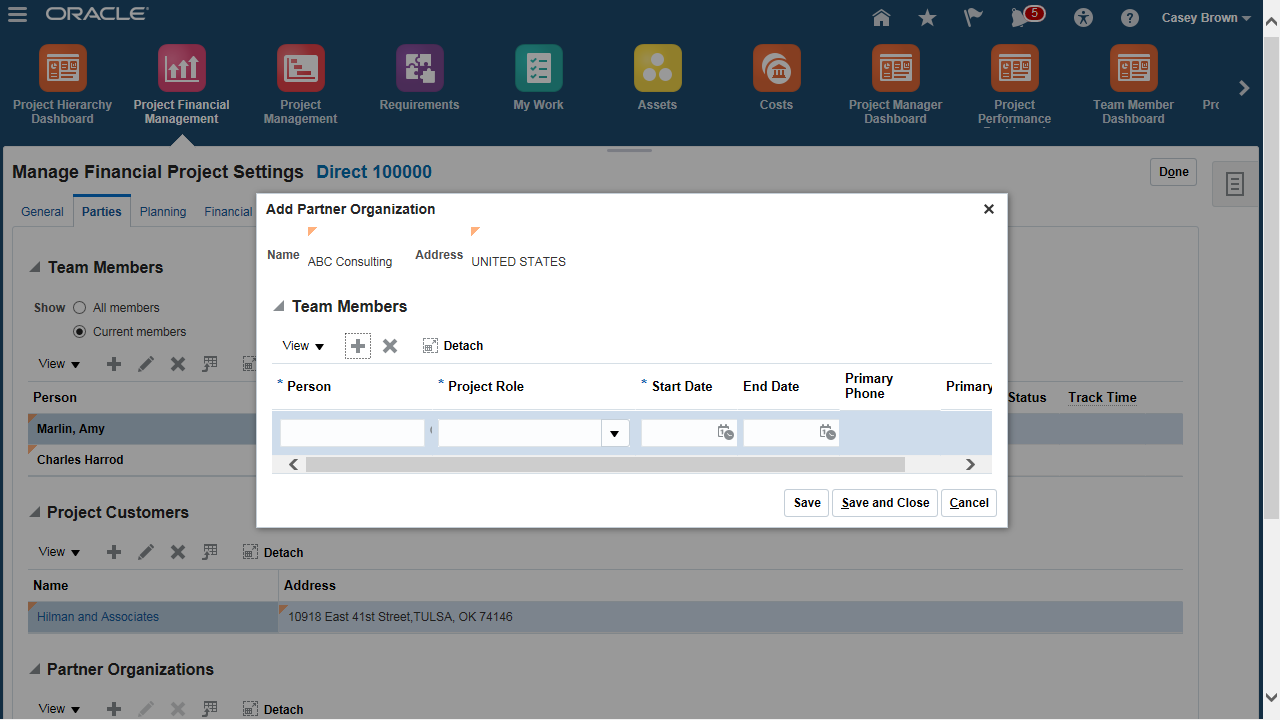 ORACLE
5
Casey Brown
Project Hierarchy Dashboard
Project Financial Management
Project Management
Requirements
My Work
Assets
Costs
Project Manager Dashboard
Project Performance
Team Member Dashboard
Manage Financial Project Settings Direct 100000
Done
General Parties Planning Financial
Add Partner Organization
Name ABC Consulting Address UNITED STATES
Team Members
View Detach
* Person * Project Role * Start Date End Date Primary Phone Primary
Save Save and Close Cancel
Team Members
Show All members
Current members
View
Person Status Track Time
Marlin, Amy
Charles Harrod
Project Customers
View Detach
Name Address
Hilman and Associates 10918 East 41st Street,TULSA, OK 74146
Partner Organizations
View Detach